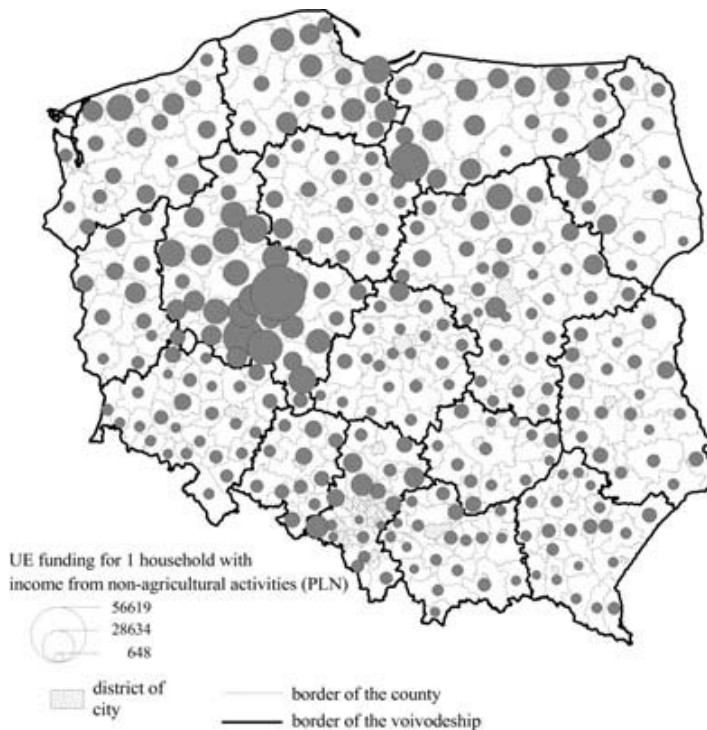 UE funding for 1 household with
income from non-agricultural activities (PLN)
56619
28634
648
district of
city
border of the county
border of the voivodeship